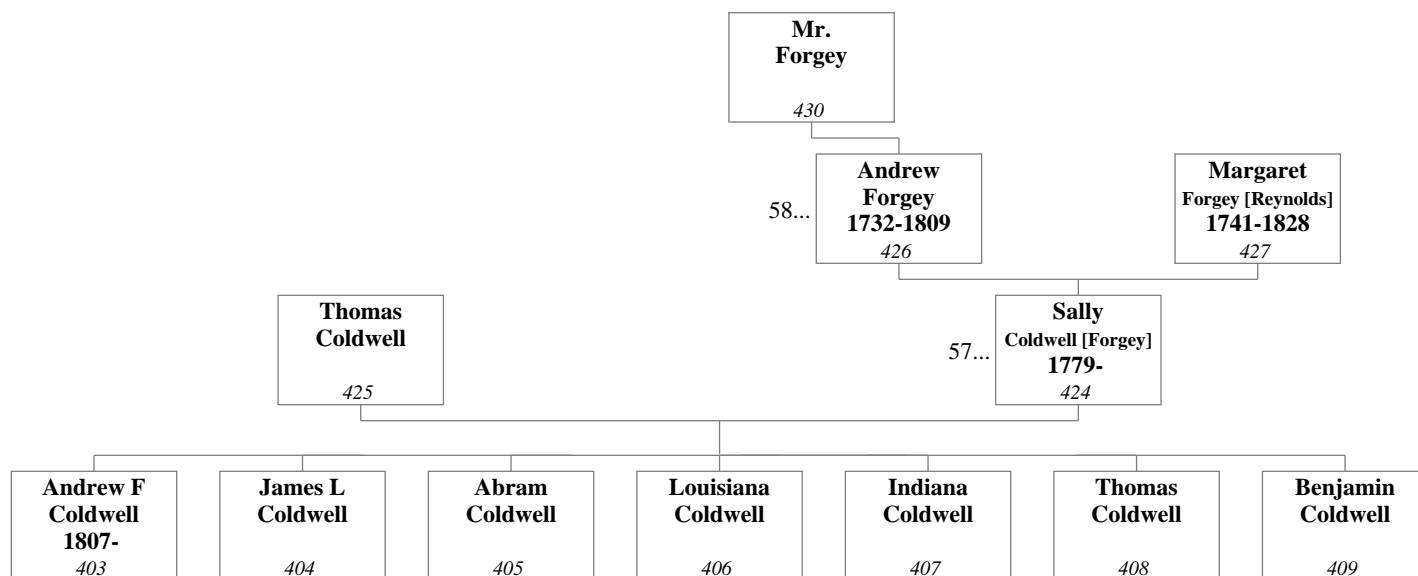 Mr.
Forgey
430
Andrew
Forgey
1732-1809
426
58...
Margaret
Forgey [Reynolds]
1741-1828
427
Thomas
Coldwell
425
Sally
Coldwell [Forgey]
1779-
424
57...
Andrew F
Coldwell
1807-
403
James L
Coldwell
404
Abram
Coldwell
405
Louisiana
Coldwell
406
Indiana
Coldwell
407
Thomas
Coldwell
408
Benjamin
Coldwell
409